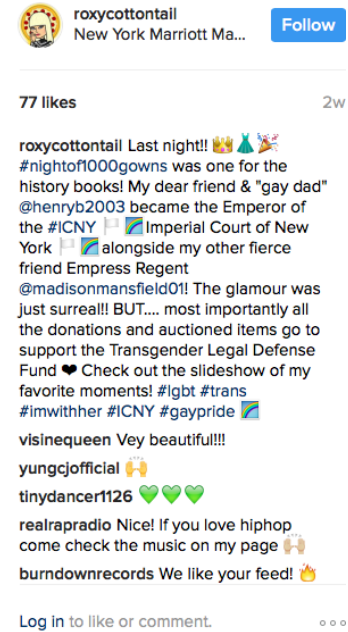 roxycottontail
New York Marriott Ma...
Follow
77 likes
2w
roxycottontail Last night!! 👑👗🎉
#nightof1000gowns was one for the
history books! My dear friend & "gay dad"
@henryb2003 became the Emperor of
the #ICNY 🏳🌈Imperial Court of New
York 🏳🌈alongside my other fierce
friend Empress Regent
@madisonmansfield01! The glamour was
just surreal!! BUT.... most importantly all
the donations and auctioned items go to
support the Transgender Legal Defense
Fund ❤ Check out the slideshow of my
favorite moments! #lgbt #trans
#imwithher #ICNY #gaypride 🌈
visinequeen Vey beautiful!!!
yungcjofficial 🙌🏼
tinydancer1126 💚💚💚
realrapradio Nice! If you love hiphop
come check the music on my page 🙌🏼
burndownrecords We like your feed! 🔥
Log in to like or comment.